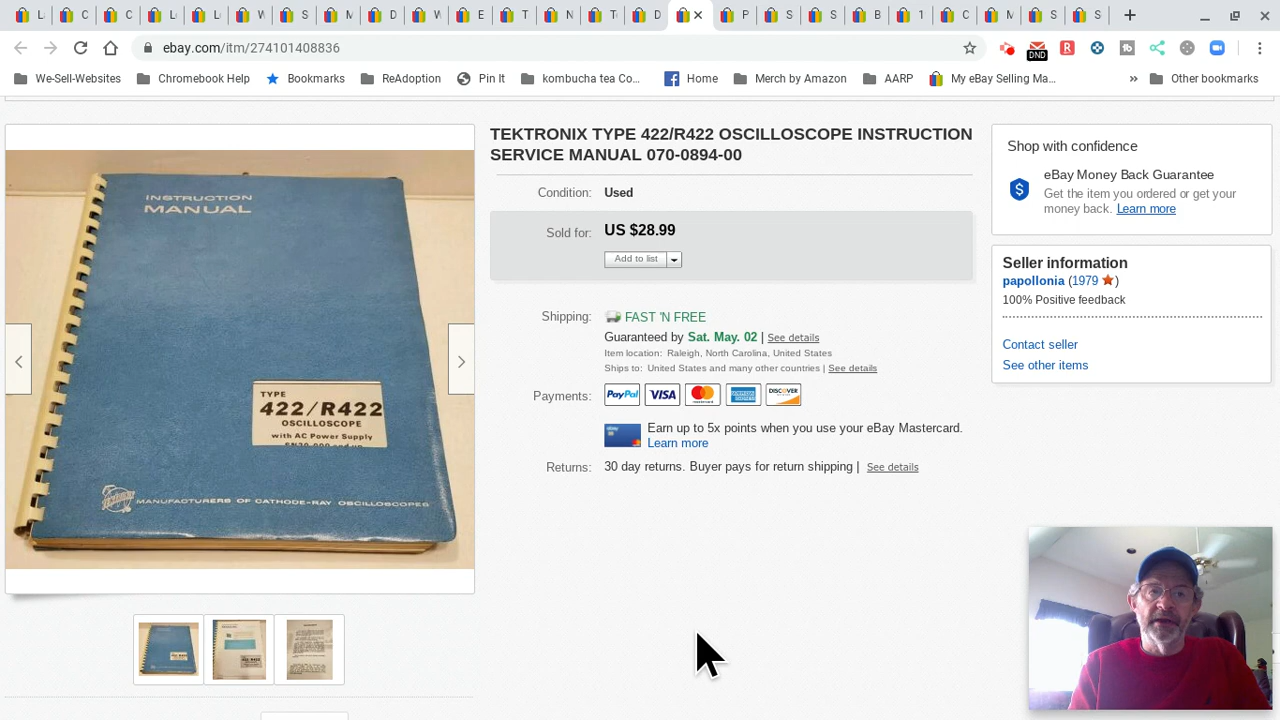 L C C L L W S M D W E T N T D P S S B 1 C M S S
ebay.com/itm/274101408836
DND
We-Sell-Websites Chromebook Help Bookmarks ReAdoption Pin It kombucha tea Co... Home Merch by Amazon AARP My eBay Selling Ma... » Other bookmarks
TEKTRONIX TYPE 422/R422 OSCILLOSCOPE INSTRUCTION
SERVICE MANUAL 070-0894-00
Condition: Used
Sold for: US $28.99
Add to list
Shipping: FAST 'N FREE
Guaranteed by Sat. May. 02 | See details
Item location: Raleigh, North Carolina, United States
Ships to: United States and many other countries | See details
Payments: PayPal VISA mastercard DISCOVER
Earn up to 5x points when you use your eBay Mastercard.
Learn more
Returns: 30 day returns. Buyer pays for return shipping | See details
Shop with confidence
eBay Money Back Guarantee
Get the item you ordered or get your
money back. Learn more
Seller information
papollonia (1979)
100% Positive feedback
Contact seller
See other items
INSTRUCTION
MANUAL
TYPE
422/R422
OSCILLOSCOPE
with AC Power Supply
MANUFACTURERS OF CATHODE-RAY OSCILLOSCOPES